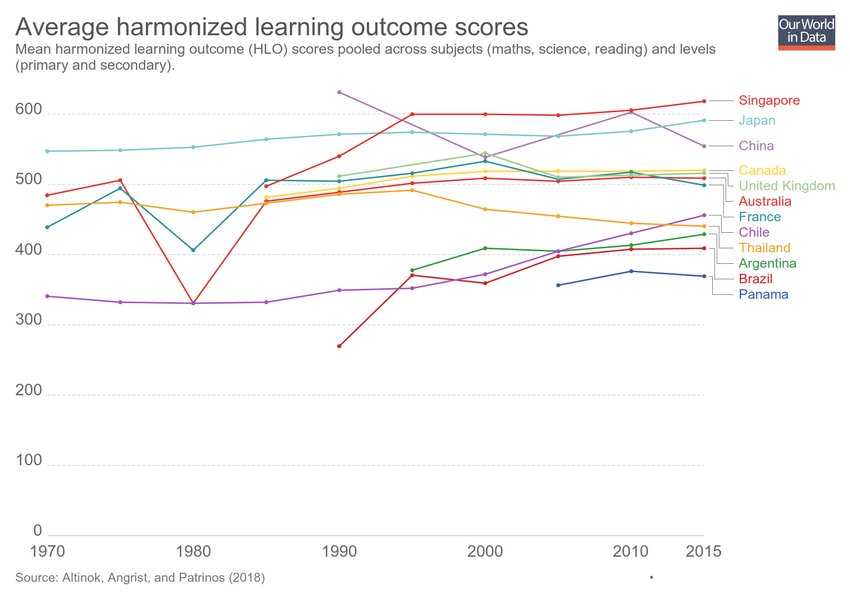 Average harmonized learning outcome scores
Our World
in Data
Mean harmonized learning outcome (HLO) scores pooled across subjects (maths, science, reading) and levels
(primary and secondary).
600
500
400
300
200
100
0
1970
1980
1990
2000
2010
2015
Singapore
Japan
China
Canada
United Kingdom
Australia
France
Chile
Thailand
Argentina
Brazil
Panama
Source: Altinok, Angrist, and Patrinos (2018)